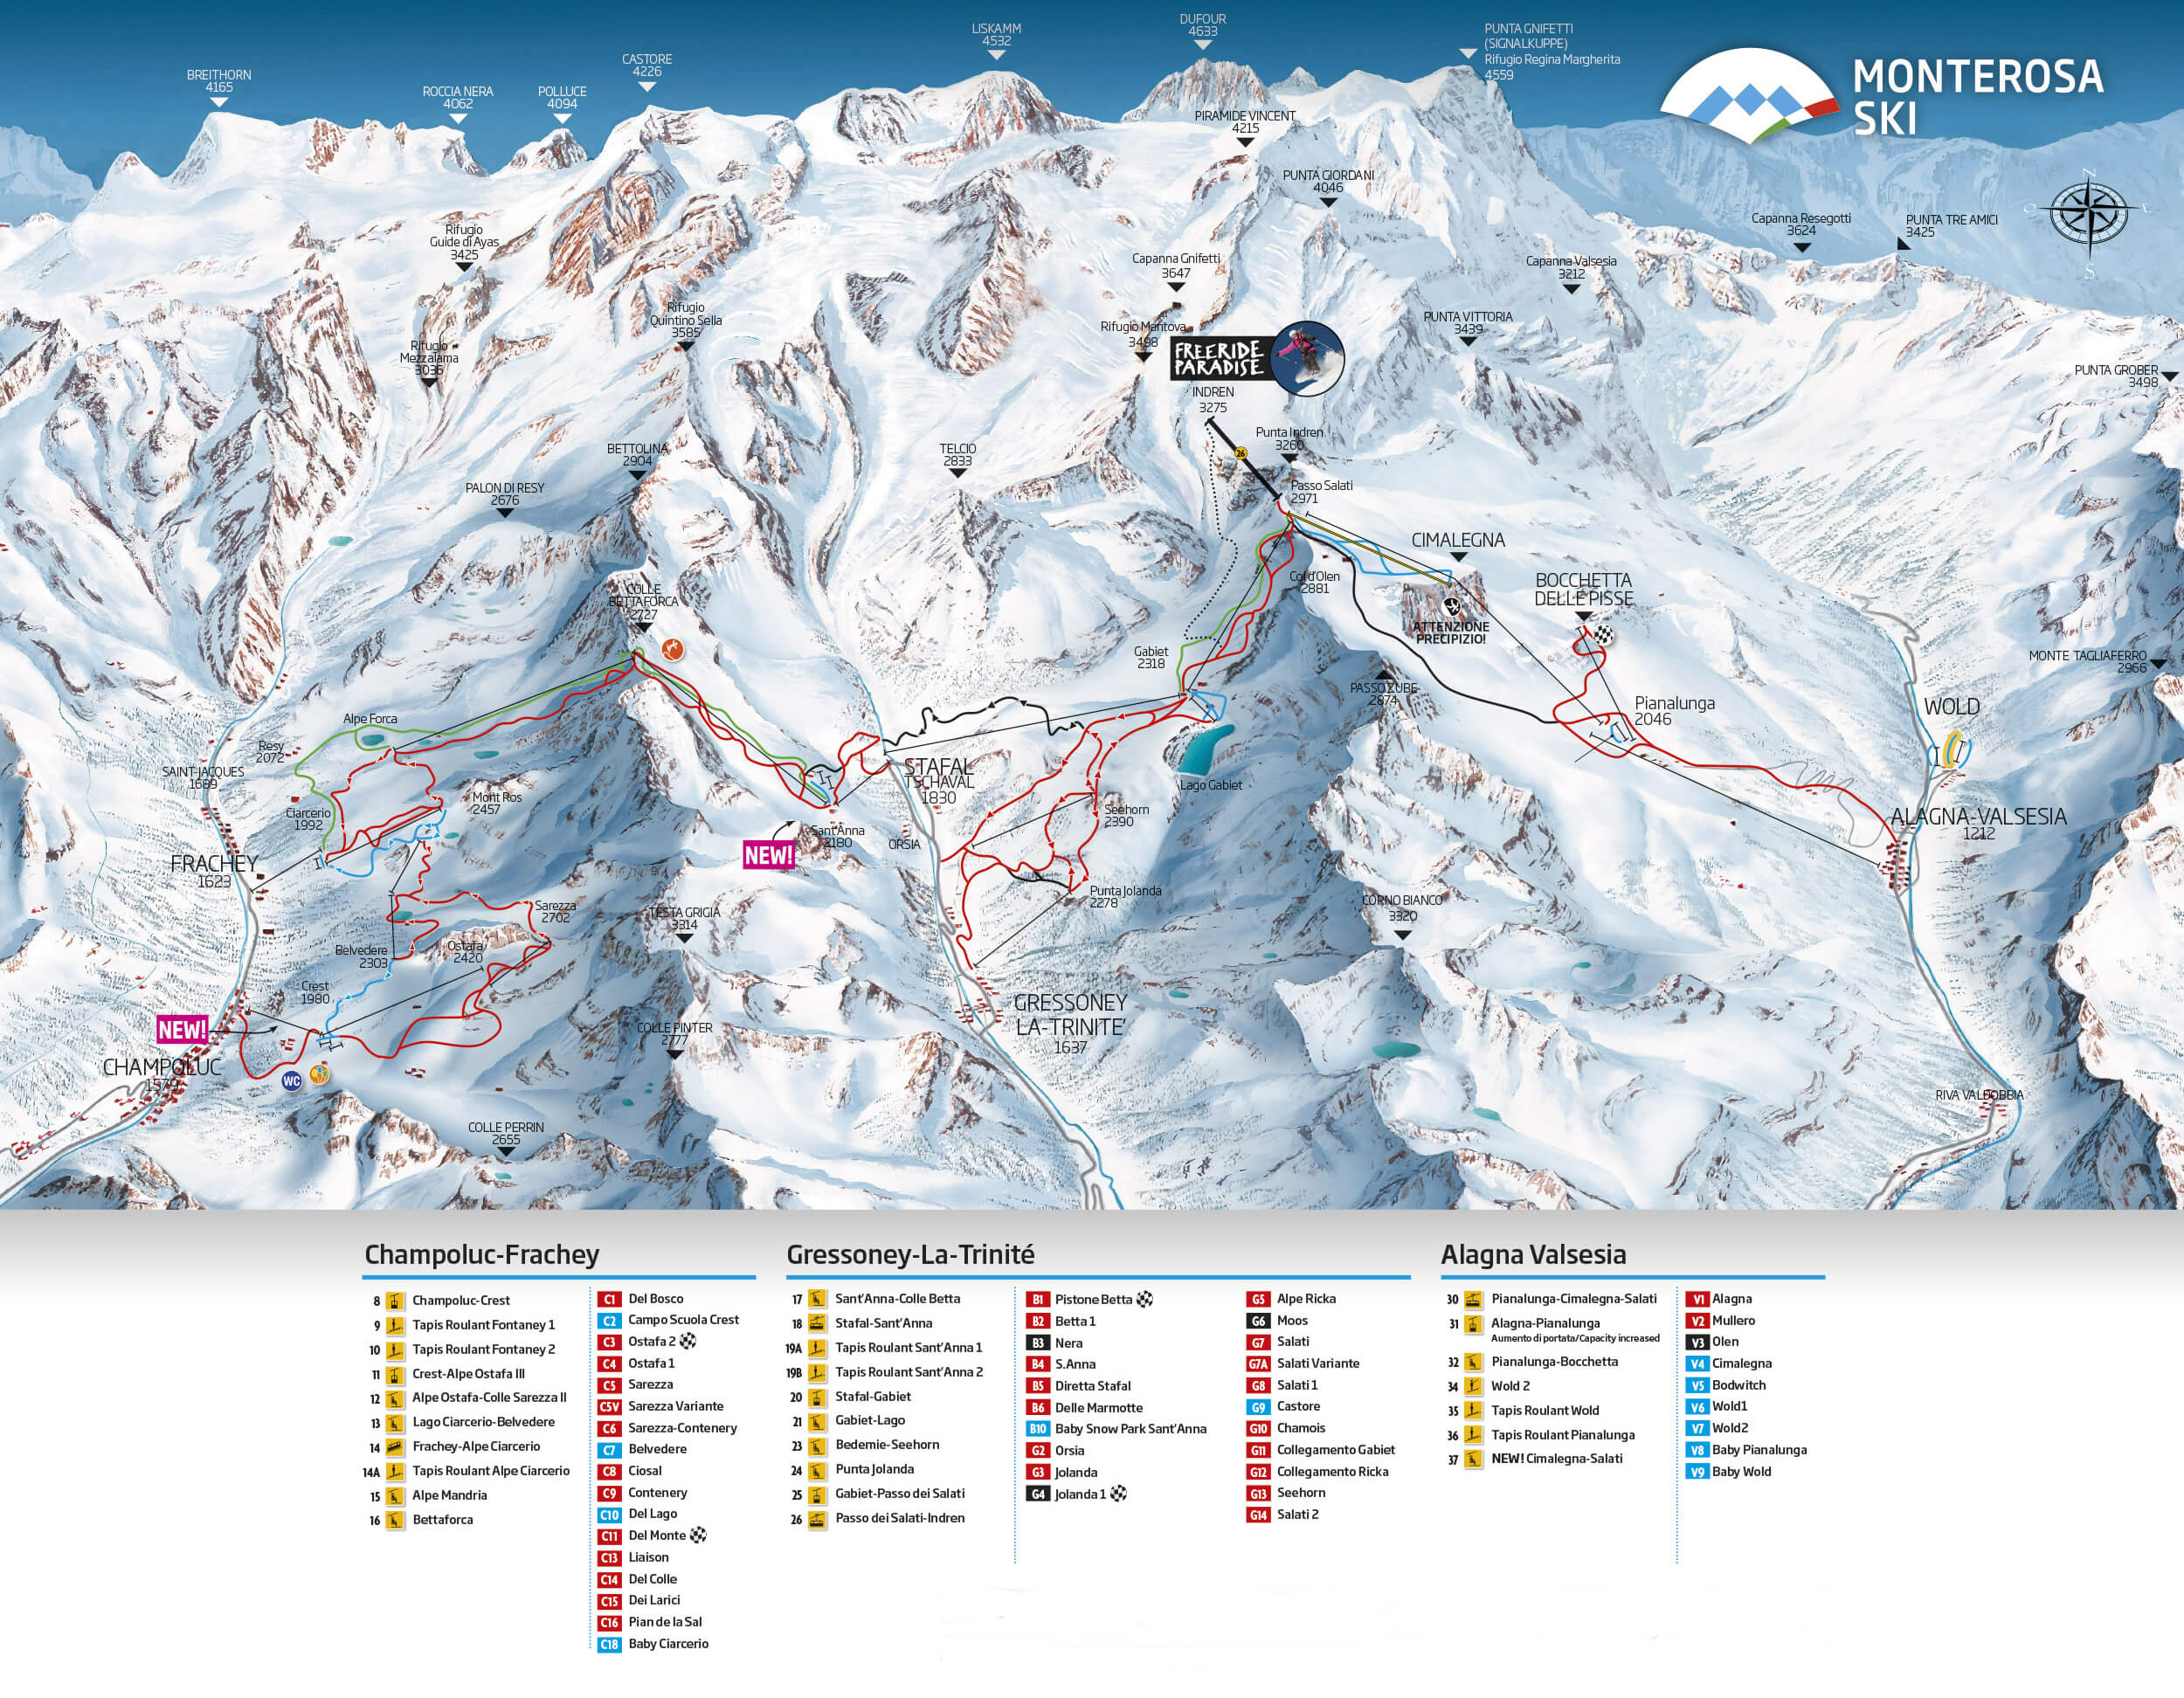 DUFOUR
4633
LISKAMM
4532
PUNTA GNIFETTI
(SIGNALKUPPE)
Rifugio Regina Margherita
4559
MONTEROSA
SKI
CASTORE
4226
BREITHORN
4165
ROCCIA NERA
4062
POLLUCE
4094
PIRAMIDE VINCENT
4215
PUNTA GIORDANI
4046
N
O
E
S
Capanna Resegotti
3624
PUNTA TRE AMICI
3425
Rifugio
Guide di Ayas
3425
Capanna Gnifetti
3647
Capanna Valsesia
3212
Rifugio
Quintino Sella
3585
Rifugio Mantova
3498
PUNTA VITTORIA
3439
Rifugio
Mezzalama
3036
FREERIDE
PARADISE
PUNTA GROBER
3498
INDREN
3275
26
Punta Indren
3260
BETTOLINA
2904
TELCIO
2833
PALON DI RESY
2676
Passo Salati
2971
CIMALEGNA
Col d'Olen
2881
BOCCHETTA
DELLE PISSE
COLLE
BETTAFORCA
2727
ATTENZIONE
PRECIPIZIO!
Gabiet
2318
MONTE TAGLIAFERRO
2966
PASSO ZUBE
2874
Pianalunga
2046
WOLD
Alpe Forca
Resy
2072
SAINT-JACQUES
1689
STAFAL
TSCHAVAL
1830
Lago Gabiet
Mont Ros
2457
Ciarcerio
1992
Seehorn
2390
ALAGNA-VALSESIA
1212
Sant'Anna
2180
ORSIA
NEW!
FRACHEY
1623
Punta Jolanda
2278
Sarezza
2702
TESTA GRIGIA
3314
CORNO BIANCO
3320
Belvedere
2303
Ostafa
2420
Crest
1980
GRESSONEY
LA-TRINITE'
1637
NEW!
COLLE PINTER
2777
CHAMPOLUC
1579
WC
RIVA VALDOBBIA
COLLE PERRIN
2655
Champoluc-Frachey
8 Champoluc-Crest
9 Tapis Roulant Fontaney 1
10 Tapis Roulant Fontaney 2
11 Crest-Alpe Ostafa III
12 Alpe Ostafa-Colle Sarezza II
13 Lago Ciarcerio-Belvedere
14 Frachey-Alpe Ciarcerio
14A Tapis Roulant Alpe Ciarcerio
15 Alpe Mandria
16 Bettaforca
C1 Del Bosco
C2 Campo Scuola Crest
C3 Ostafa 2
C4 Ostafa 1
C5 Sarezza
C5V Sarezza Variante
C6 Sarezza-Contenery
C7 Belvedere
C8 Ciosal
C9 Contenery
C10 Del Lago
C11 Del Monte
C13 Liaison
C14 Del Colle
C15 Dei Larici
C16 Pian de la Sal
C18 Baby Ciarcerio
Gressoney-La-Trinité
17 Sant'Anna-Colle Betta
18 Stafal-Sant'Anna
19A Tapis Roulant Sant'Anna 1
19B Tapis Roulant Sant'Anna 2
20 Stafal-Gabiet
21 Gabiet-Lago
23 Bedemie-Seehorn
24 Punta Jolanda
25 Gabiet-Passo dei Salati
26 Passo dei Salati-Indren
B1 Pistone Betta
B2 Betta 1
B3 Nera
B4 S.Anna
B5 Diretta Stafal
B6 Delle Marmotte
B10 Baby Snow Park Sant'Anna
G2 Orsia
G3 Jolanda
G4 Jolanda 1
G5 Alpe Ricka
G6 Moos
G7 Salati
G7A Salati Variante
G8 Salati 1
G9 Castore
G10 Chamois
G11 Collegamento Gabiet
G12 Collegamento Ricka
G13 Seehorn
G14 Salati 2
Alagna Valsesia
30 Pianalunga-Cimalegna-Salati
31 Alagna-Pianalunga
Aumento di portata/Capacity increased
32 Pianalunga-Bocchetta
34 Wold 2
35 Tapis Roulant Wold
36 Tapis Roulant Pianalunga
37 NEW! Cimalegna-Salati
V1 Alagna
V2 Mullero
V3 Olen
V4 Cimalegna
V5 Bodwitch
V6 Wold1
V7 Wold2
V8 Baby Pianalunga
V9 Baby Wold